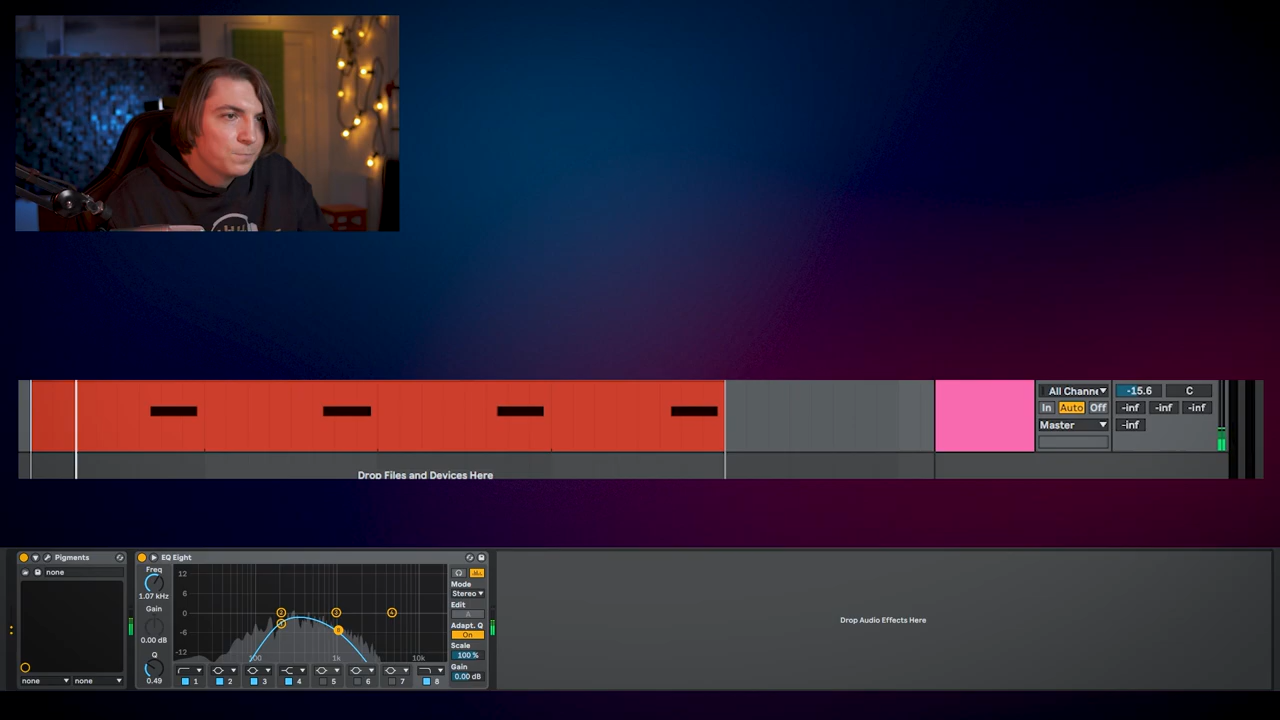 All Channe
-15.6
C
In
Auto
Off
-inf
-inf
-inf
Master
-inf
Drop Files and Devices Here
Pigments
EQ Eight
none
Freq
1.07 kHz
Gain
0.00 dB
Q
0.49
12
6
0
-6
-12
100
1k
10k
Mode
Stereo
Edit
A
Adapt. Q
On
Scale
100 %
Gain
0.00 dB
Drop Audio Effects Here
none
none
1
2
3
4
5
6
7
8